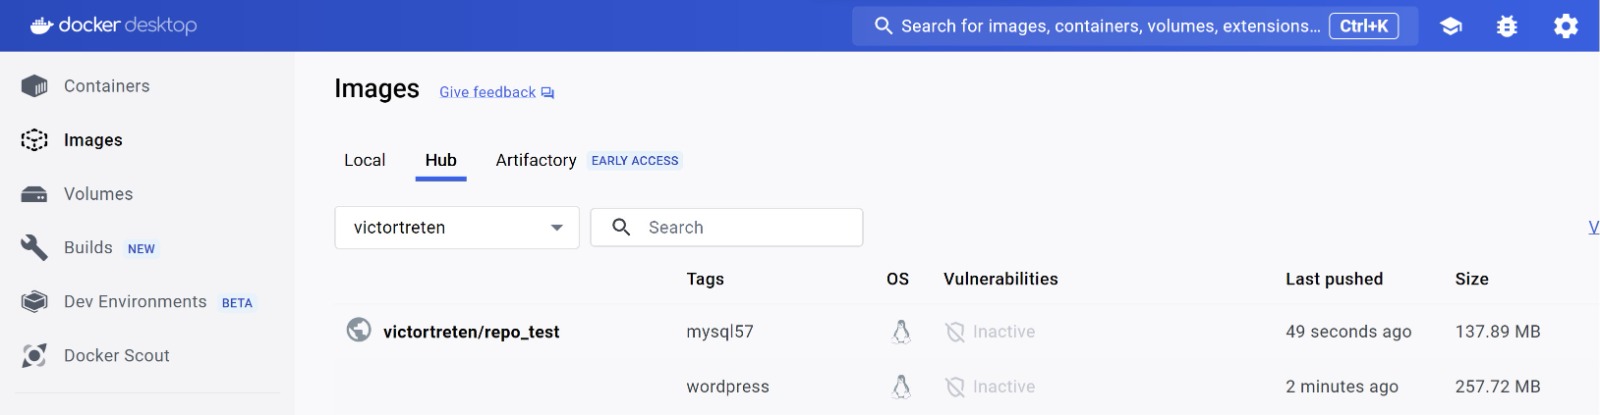 docker desktop
Search for images, containers, volumes, extensions... Ctrl+K
Containers
Images
Volumes
Builds NEW
Dev Environments BETA
Docker Scout
Images Give feedback
Local Hub Artifactory EARLY ACCESS
victortreten Search V
Tags OS Vulnerabilities Last pushed Size
victortreten/repo_test mysql57 Inactive 49 seconds ago 137.89 MB
wordpress Inactive 2 minutes ago 257.72 MB